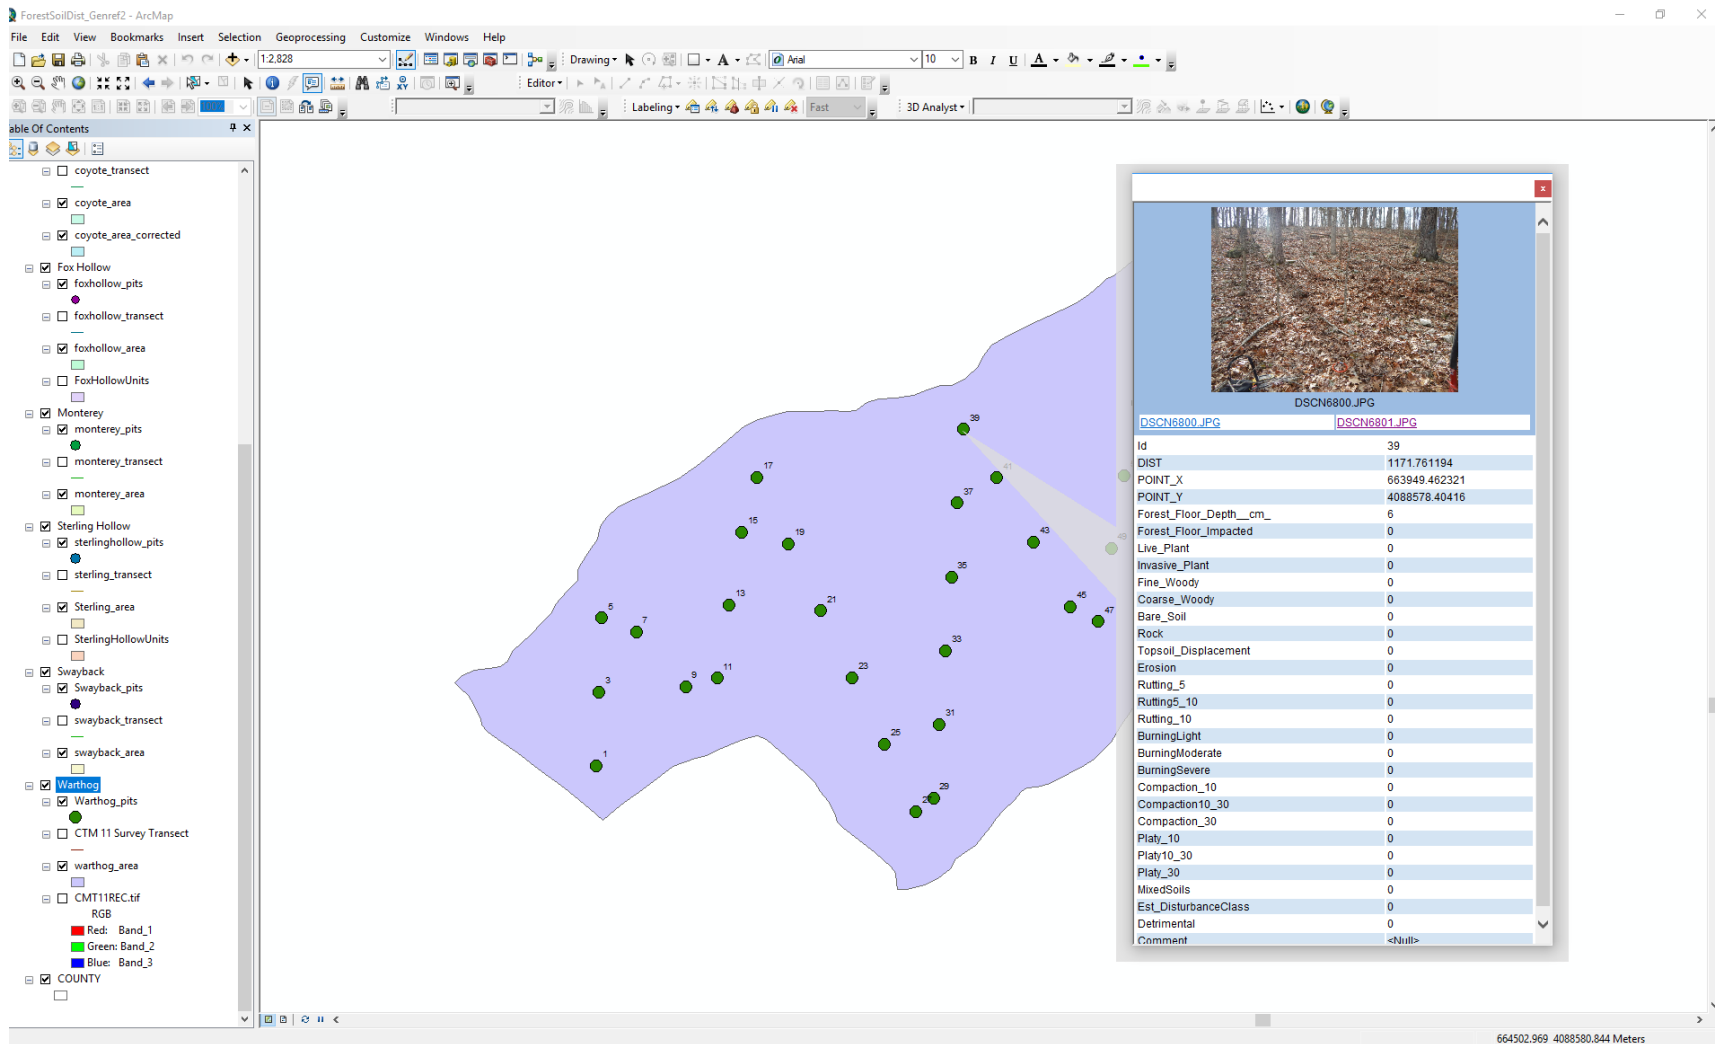 ForestSoilDist_Genref2 - ArcMap
File Edit View Bookmarks Insert Selection Geoprocessing Customize Windows Help
1:2,828 Drawing Arial 10 B I U A
Editor
Labeling Fast 3D Analyst
able Of Contents
coyote_transect
coyote_area
coyote_area_corrected
Fox Hollow
foxhollow_pits
foxhollow_transect
foxhollow_area
FoxHollowUnits
Monterey
monterey_pits
monterey_transect
monterey_area
Sterling Hollow
sterlinghollow_pits
sterling_transect
Sterling_area
SterlingHollowUnits
Swayback
Swayback_pits
swayback_transect
swayback_area
Warthog
Warthog_pits
CTM 11 Survey Transect
warthog_area
CMT11REC.tif
RGB
Red: Band_1
Green: Band_2
Blue: Band_3
COUNTY
39
17
41
37
15
19
43
49
35
13
21
45
47
5
7
33
11
9
23
3
31
25
1
29
27
DSCN6800.JPG
DSCN6800.JPG DSCN6801.JPG
Id 39
DIST 1171.761194
POINT_X 663949.462321
POINT_Y 4088578.40416
Forest_Floor_Depth__cm_ 6
Forest_Floor_Impacted 0
Live_Plant 0
Invasive_Plant 0
Fine_Woody 0
Coarse_Woody 0
Bare_Soil 0
Rock 0
Topsoil_Displacement 0
Erosion 0
Rutting_5 0
Rutting5_10 0
Rutting_10 0
BurningLight 0
BurningModerate 0
BurningSevere 0
Compaction_10 0
Compaction10_30 0
Compaction_30 0
Platy_10 0
Platy10_30 0
Platy_30 0
MixedSoils 0
Est_DisturbanceClass 0
Detrimental 0
Comment <Null>
664502.969 4088580.844 Meters